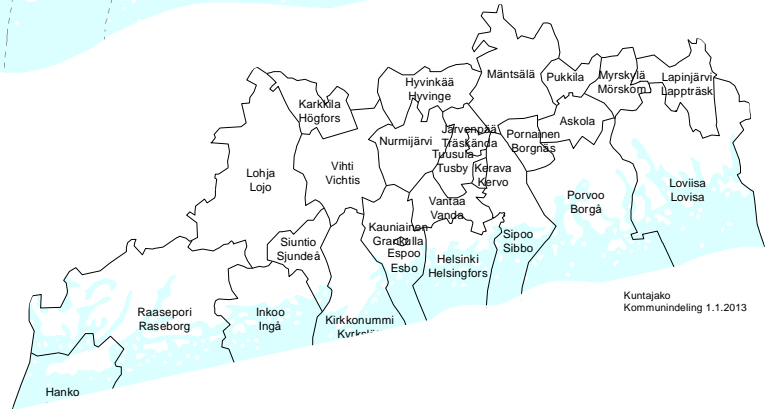 Mäntsälä
Pukkila
Myrskylä
Mörskom
Lapinjärvi
Lappträsk
Hyvinkää
Hyvinge
Karkkila
Högfors
Askola
Järvenpää
Träskända
Pornainen
Borgnäs
Nurmijärvi
Tuusula
Tusby
Kerava
Kervo
Lohja
Lojo
Vihti
Vichtis
Porvoo
Borgå
Loviisa
Lovisa
Vantaa
Vanda
Kauniainen
Grankulla
Espoo
Esbo
Sipoo
Sibbo
Siuntio
Sjundeå
Helsinki
Helsingfors
Raasepori
Raseborg
Inkoo
Ingå
Kirkkonummi
Hanko
Kuntajako
Kommunindeling 1.1.2013